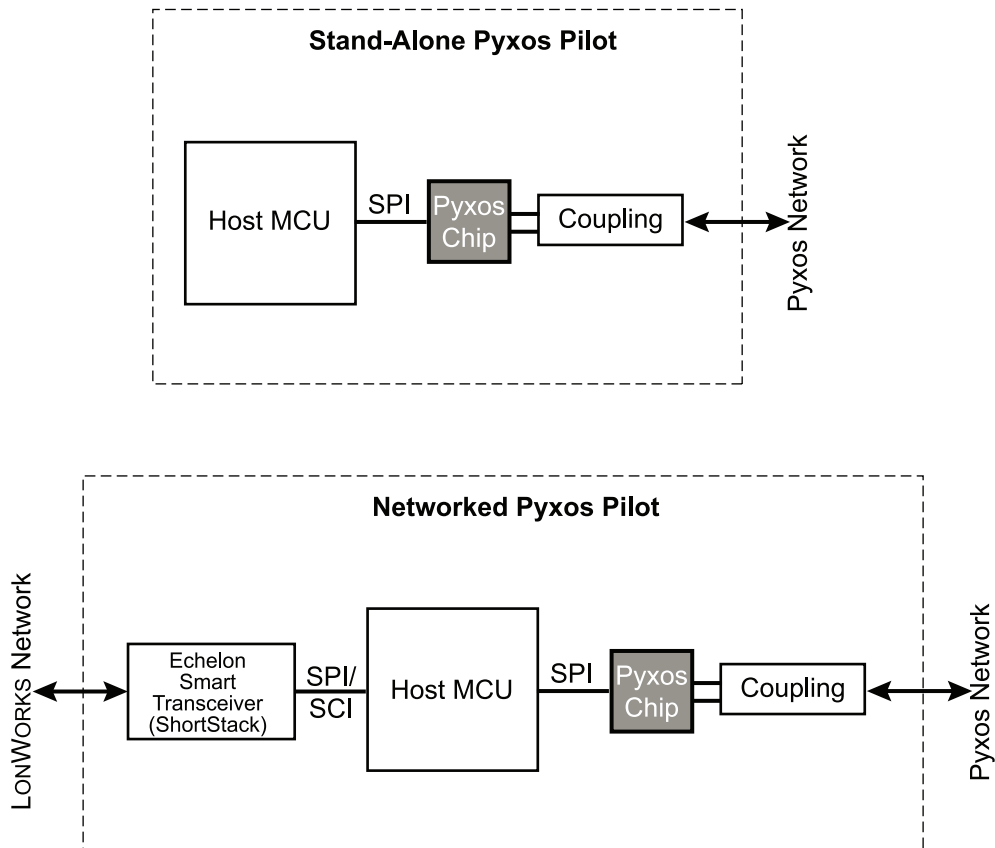 Stand-Alone Pyxos Pilot
Host MCU
SPI
Pyxos
Chip
Coupling
Pyxos Network
Networked Pyxos Pilot
LONWORKS Network
Echelon
Smart
Transceiver
(ShortStack)
SPI/
SCI
Host MCU
SPI
Pyxos
Chip
Coupling
Pyxos Network